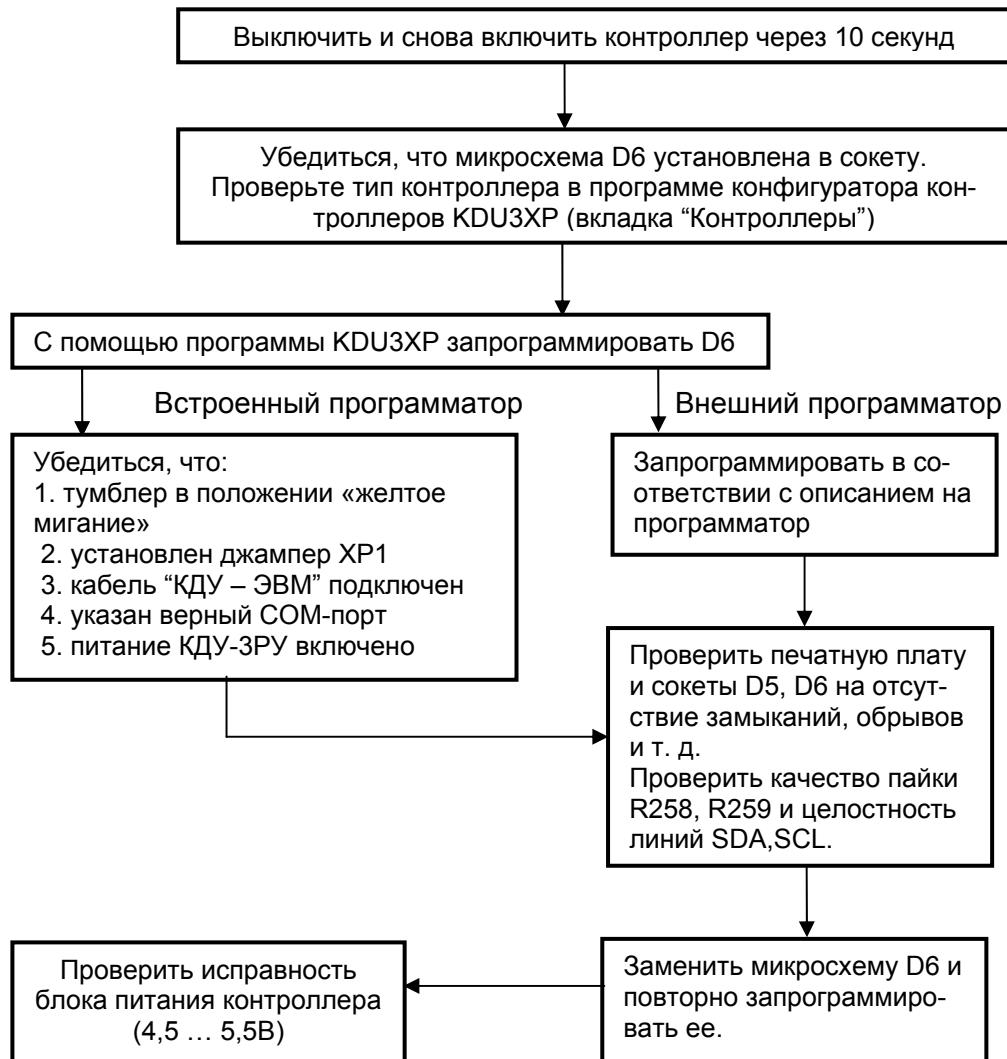 Выключить и снова включить контроллер через 10 секунд
Убедиться, что микросхема D6 установлена в сокету.
Проверьте тип контроллера в программе конфигуратора кон-
троллеров KDU3XP (вкладка “Контроллеры”)
С помощью программы KDU3XP запрограммировать D6
Встроенный программатор
Внешний программатор
Убедиться, что:
1. тумблер в положении «желтое
мигание»
2. установлен джампер XP1
3. кабель “КДУ – ЭВМ” подключен
4. указан верный COM-порт
5. питание КДУ-3РУ включено
Запрограммировать в со-
ответствии с описанием на
программатор
Проверить печатную плату
и сокеты D5, D6 на отсут-
ствие замыканий, обрывов
и т. д.
Проверить качество пайки
R258, R259 и целостность
линий SDA,SCL.
Заменить микросхему D6 и
повторно запрограммиро-
вать ее.
Проверить исправность
блока питания контроллера
(4,5 … 5,5В)